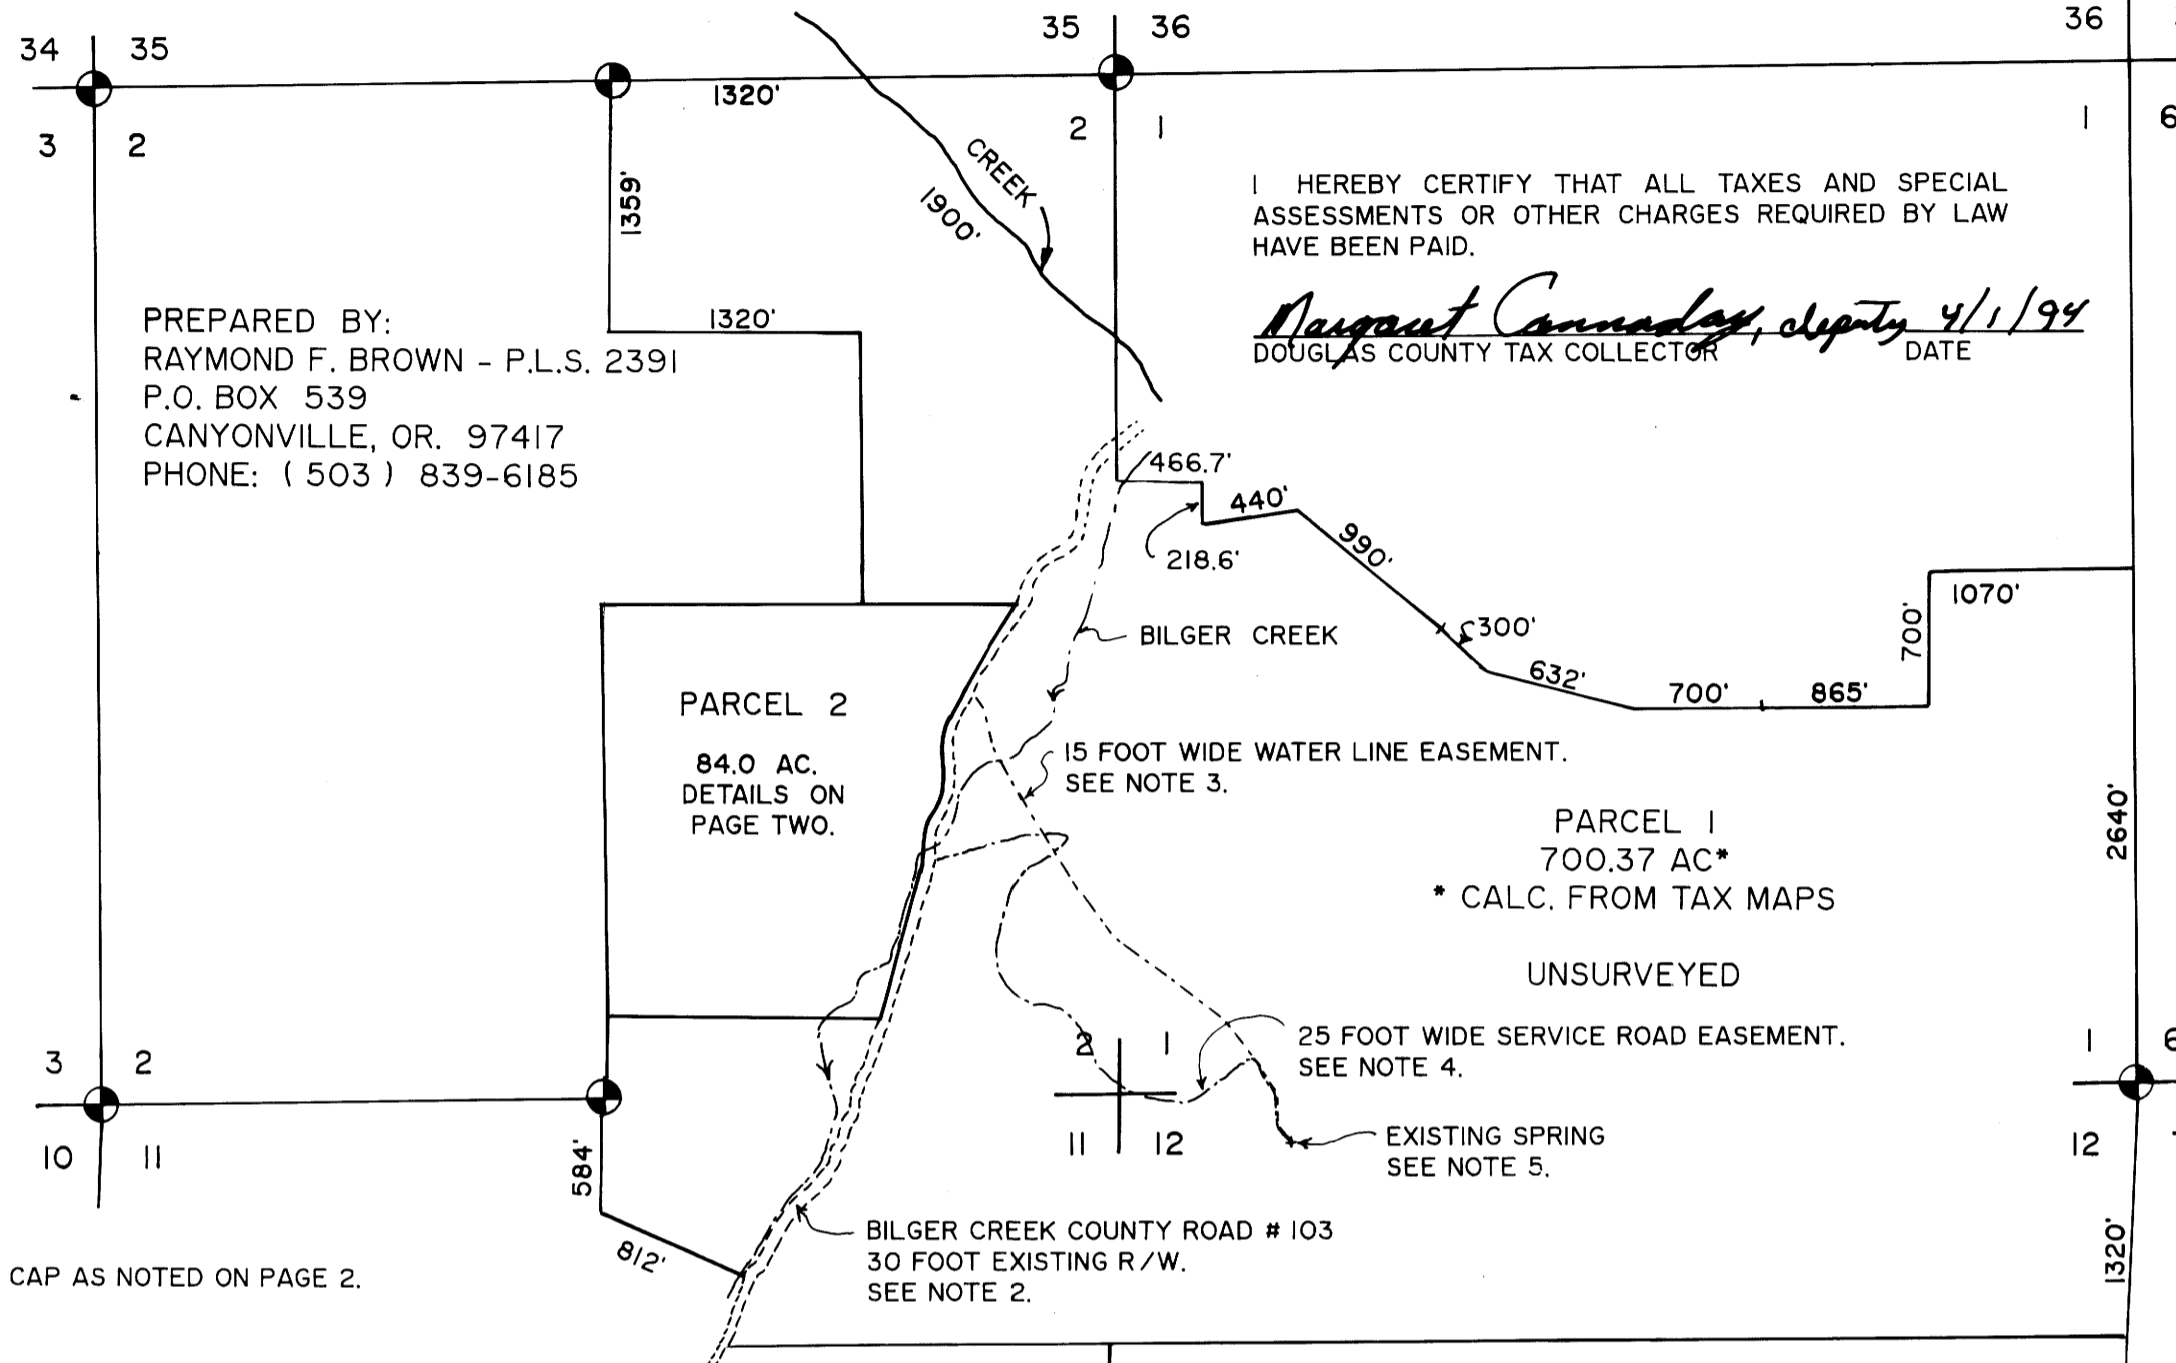 34 35
35 36
36
3 2
1320'
2 1
1 6
1359'
CREEK
1900'
I HEREBY CERTIFY THAT ALL TAXES AND SPECIAL
ASSESSMENTS OR OTHER CHARGES REQUIRED BY LAW
HAVE BEEN PAID.
Margaret Cannaday, deputy 4/1/94
DOUGLAS COUNTY TAX COLLECTOR DATE
PREPARED BY:
RAYMOND F. BROWN - P.L.S. 2391
P.O. BOX 539
CANYONVILLE, OR. 97417
PHONE: (503) 839-6185
1320'
466.7'
440'
218.6'
990'
300'
632'
700'
865'
700'
1070'
BILGER CREEK
PARCEL 2
84.0 AC.
DETAILS ON
PAGE TWO.
15 FOOT WIDE WATER LINE EASEMENT.
SEE NOTE 3.
PARCEL 1
700.37 AC*
* CALC. FROM TAX MAPS
UNSURVEYED
2640'
3 2
2 1
25 FOOT WIDE SERVICE ROAD EASEMENT.
SEE NOTE 4.
1 6
10 11
11 12
EXISTING SPRING
SEE NOTE 5.
12
584'
812'
BILGER CREEK COUNTY ROAD # 103
30 FOOT EXISTING R/W.
SEE NOTE 2.
1320'
CAP AS NOTED ON PAGE 2.